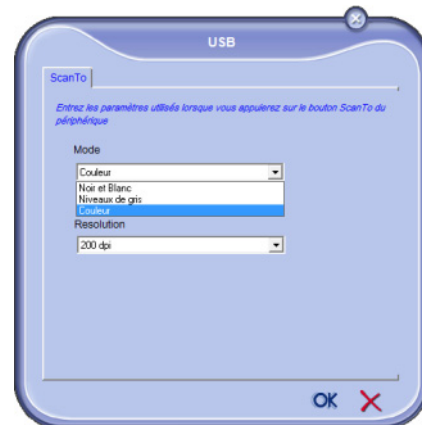 USB
ScanTo
Entrez les paramètres utilisés lorsque vous appuierez sur le bouton ScanTo du
périphérique
Mode
Couleur
Noir et Blanc
Niveaux de gris
Couleur
Resolution
200 dpi
OK